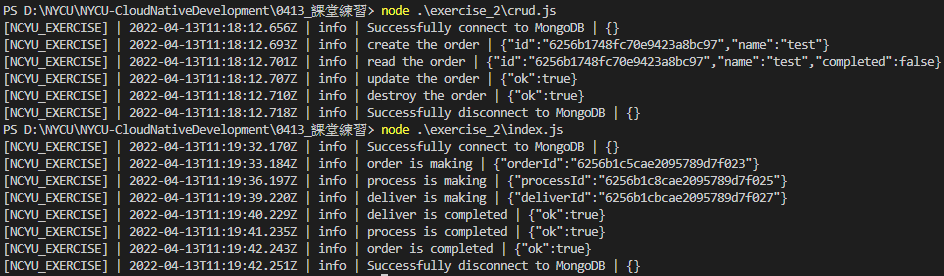 PS D:\NYCU\NYCU-CloudNativeDevelopment\0413_課堂練習> node .\exercise_2\crud.js
[NCYU_EXERCISE] | 2022-04-13T11:18:12.656Z | info | Successfully connect to MongoDB | {}
[NCYU_EXERCISE] | 2022-04-13T11:18:12.693Z | info | create the order | {"id":"6256b1748fc70e9423a8bc97","name":"test"}
[NCYU_EXERCISE] | 2022-04-13T11:18:12.701Z | info | read the order | {"id":"6256b1748fc70e9423a8bc97","name":"test","completed":false}
[NCYU_EXERCISE] | 2022-04-13T11:18:12.707Z | info | update the order | {"ok":true}
[NCYU_EXERCISE] | 2022-04-13T11:18:12.710Z | info | destroy the order | {"ok":true}
[NCYU_EXERCISE] | 2022-04-13T11:18:12.718Z | info | Successfully disconnect to MongoDB | {}
PS D:\NYCU\NYCU-CloudNativeDevelopment\0413_課堂練習> node .\exercise_2\index.js
[NCYU_EXERCISE] | 2022-04-13T11:19:32.170Z | info | Successfully connect to MongoDB | {}
[NCYU_EXERCISE] | 2022-04-13T11:19:33.184Z | info | order is making | {"orderId":"6256b1c5cae2095789d7f023"}
[NCYU_EXERCISE] | 2022-04-13T11:19:36.197Z | info | process is making | {"processId":"6256b1c8cae2095789d7f025"}
[NCYU_EXERCISE] | 2022-04-13T11:19:39.220Z | info | deliver is making | {"deliverId":"6256b1cbcae2095789d7f027"}
[NCYU_EXERCISE] | 2022-04-13T11:19:40.229Z | info | deliver is completed | {"ok":true}
[NCYU_EXERCISE] | 2022-04-13T11:19:41.235Z | info | process is completed | {"ok":true}
[NCYU_EXERCISE] | 2022-04-13T11:19:42.243Z | info | order is completed | {"ok":true}
[NCYU_EXERCISE] | 2022-04-13T11:19:42.251Z | info | Successfully disconnect to MongoDB | {}